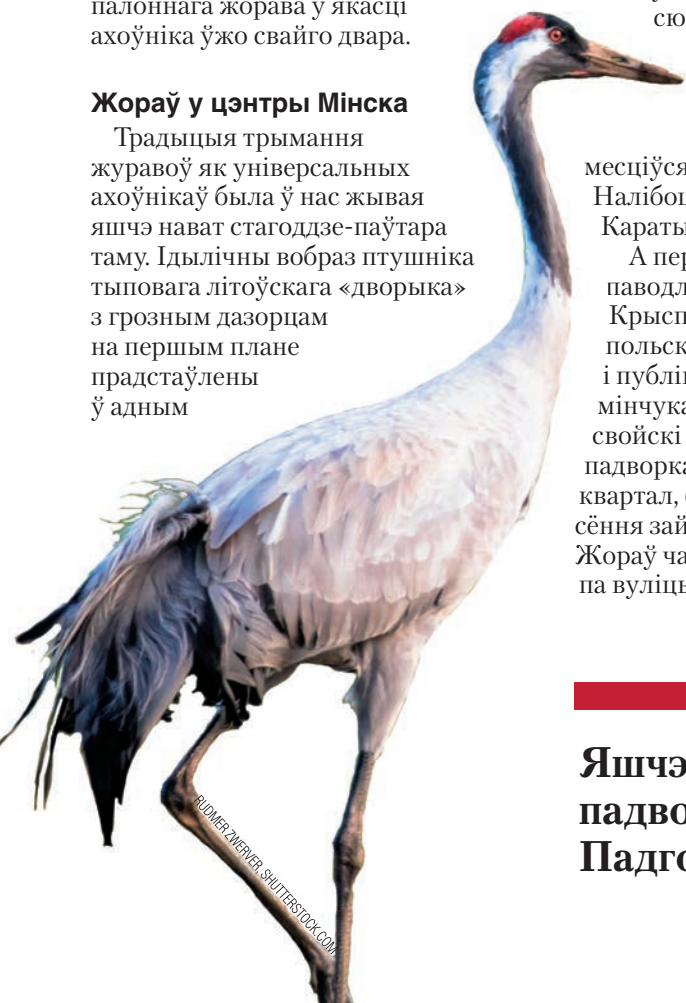 палоннага жорава ў якасці
ахоўніка ўжо свайго двара.
Жораў у цэнтры Мінска
Традыцыя трымання
журавоў як універсальных
ахоўнікаў была ў нас жывая
яшчэ нават стагоддзе-паўтара
таму. Ідылічны вобраз птушніка
тыповага літоўскага «дворыка»
з грозным дазорцам
на першым плане
прадстаўлены
ў адным
RUDMER ZWERVER, SHUTTERSTOCK.COM
сю
месціўся
Налібоц
Караты
А пер
паводл
Крысп
польск
і публі
мінчука
свойскі
падворка
квартал,
сёння зай
Жораў ча
па вуліцы
Яшчэ
падво
Падго